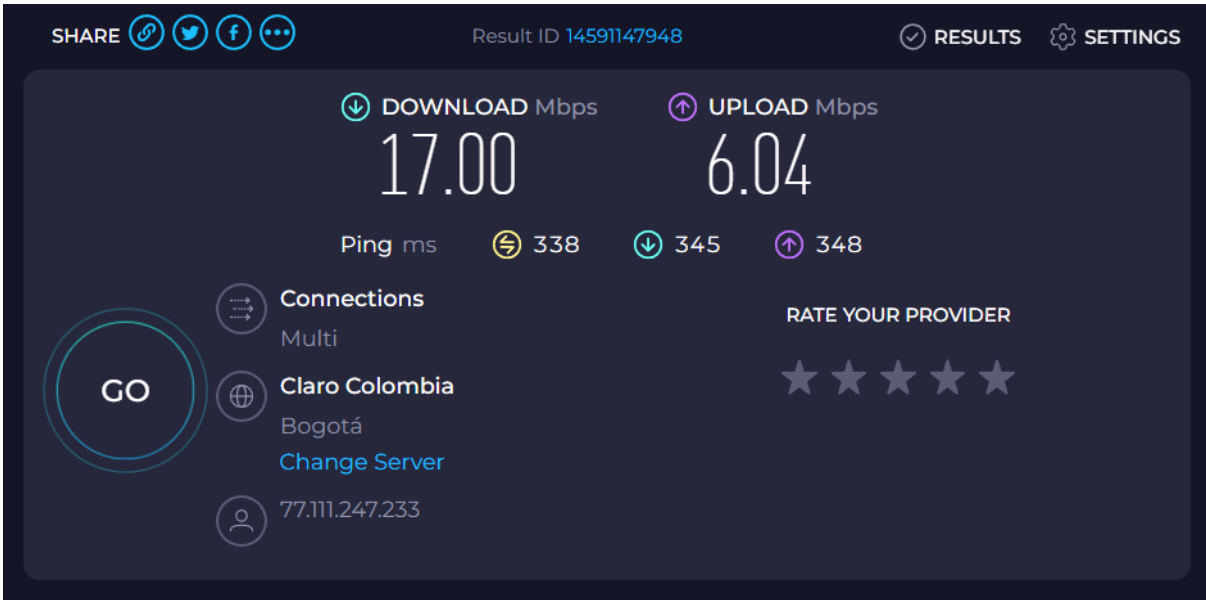 SHARE Result ID 14591147948 RESULTS SETTINGS
DOWNLOAD Mbps UPLOAD Mbps
17.00 6.04
Ping ms 338 345 348
Connections
Multi
RATE YOUR PROVIDER
GO
Claro Colombia
Bogotá
Change Server
77.111.247.233